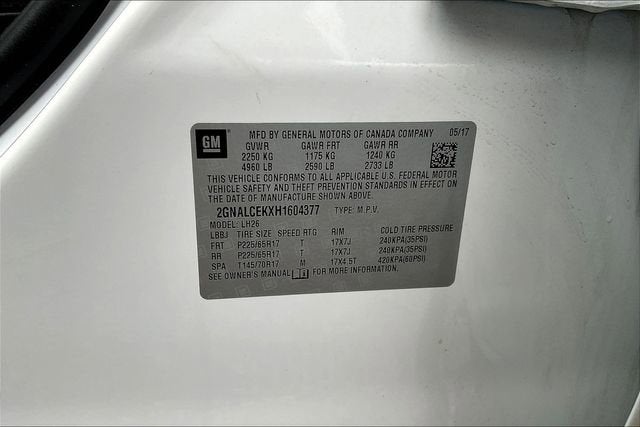 GM MFD BY GENERAL MOTORS OF CANADA COMPANY 05/17
GVWR GAWR FRT GAWR RR
2250 KG 1175 KG 1240 KG
4960 LB 2590 LB 2733 LB
THIS VEHICLE CONFORMS TO ALL APPLICABLE U.S. FEDERAL MOTOR
VEHICLE SAFETY AND THEFT PREVENTION STANDARDS IN EFFECT ON
THE DATE OF MANUFACTURE SHOWN ABOVE.
2GNALCEKXH1604377 TYPE: M.P.V.
MODEL: LH26
LBBJ TIRE SIZE SPEED RTG RIM COLD TIRE PRESSURE
FRT P225/65R17 T 17X7J 240KPA(35PSI)
RR P225/65R17 T 17X7J 240KPA(35PSI)
SPA T145/70R17 M 17X4.5T 420KPA(60PSI)
SEE OWNER'S MANUAL FOR MORE INFORMATION.